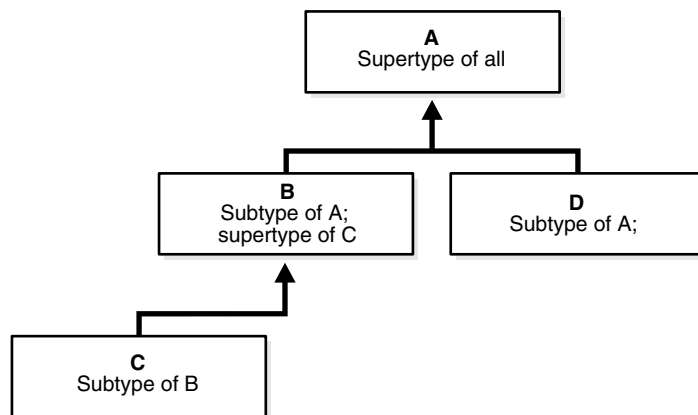 A
Supertype of all
B
Subtype of A;
supertype of C
D
Subtype of A;
C
Subtype of B